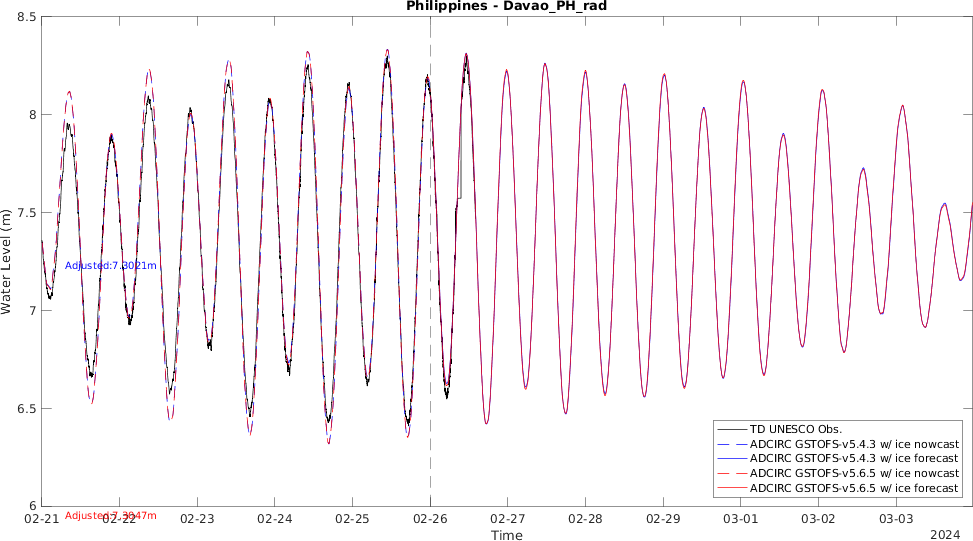 Philippines - Davao_PH_rad
8.5
8
7.5
7
6.5
6
Water Level (m)
Adjusted:7.3021m
Adjusted:7.3947m
TD UNESCO Obs.
ADCIRC GSTOFS-v5.4.3 w/ ice nowcast
ADCIRC GSTOFS-v5.4.3 w/ ice forecast
ADCIRC GSTOFS-v5.6.5 w/ ice nowcast
ADCIRC GSTOFS-v5.6.5 w/ ice forecast
02-21 02-22 02-23 02-24 02-25 02-26 02-27 02-28 02-29 03-01 03-02 03-03
Time
2024